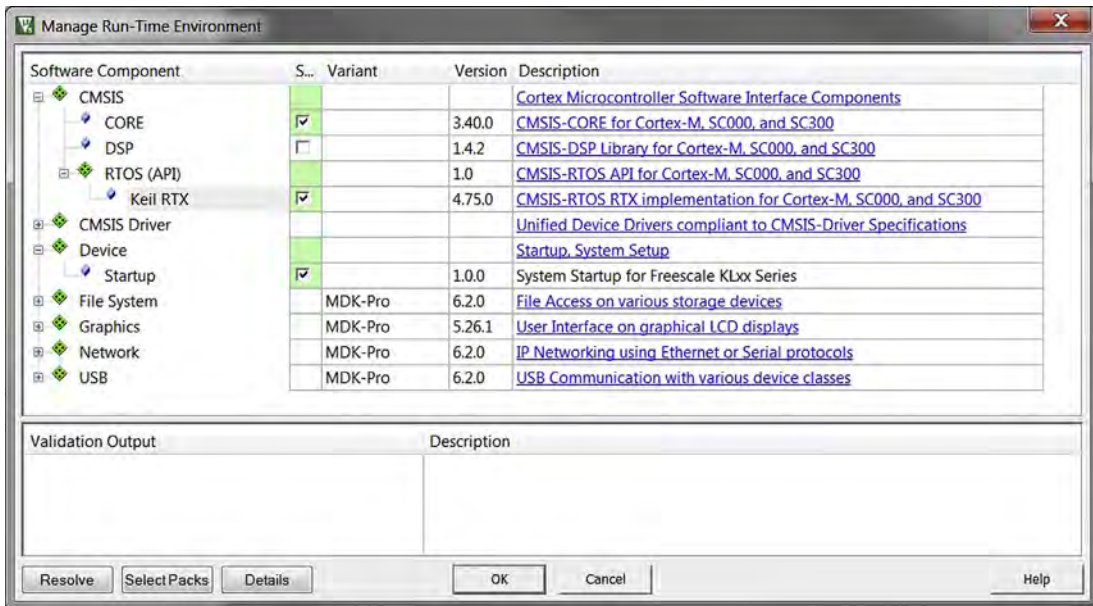 Manage Run-Time Environment
Software Component S... Variant Version Description
CMSIS Cortex Microcontroller Software Interface Components
CORE 3.40.0 CMSIS-CORE for Cortex-M, SC000, and SC300
DSP 1.4.2 CMSIS-DSP Library for Cortex-M, SC000, and SC300
RTOS (API) 1.0 CMSIS-RTOS API for Cortex-M, SC000, and SC300
Keil RTX 4.75.0 CMSIS-RTOS RTX implementation for Cortex-M, SC000, and SC300
CMSIS Driver Unified Device Drivers compliant to CMSIS-Driver Specifications
Device Startup, System Setup
Startup 1.0.0 System Startup for Freescale KLxx Series
File System MDK-Pro 6.2.0 File Access on various storage devices
Graphics MDK-Pro 5.26.1 User Interface on graphical LCD displays
Network MDK-Pro 6.2.0 IP Networking using Ethernet or Serial protocols
USB MDK-Pro 6.2.0 USB Communication with various device classes
Validation Output Description
Resolve Select Packs Details OK Cancel Help